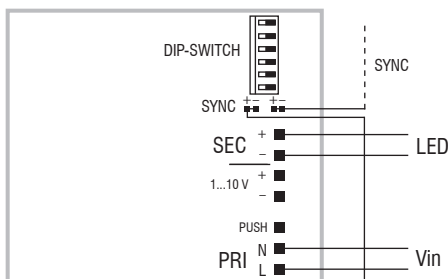 DIP-SWITCH
SYNC
SYNC + – + –
SEC + –
LED
1...10 V + –
PUSH
PRI N L
Vin